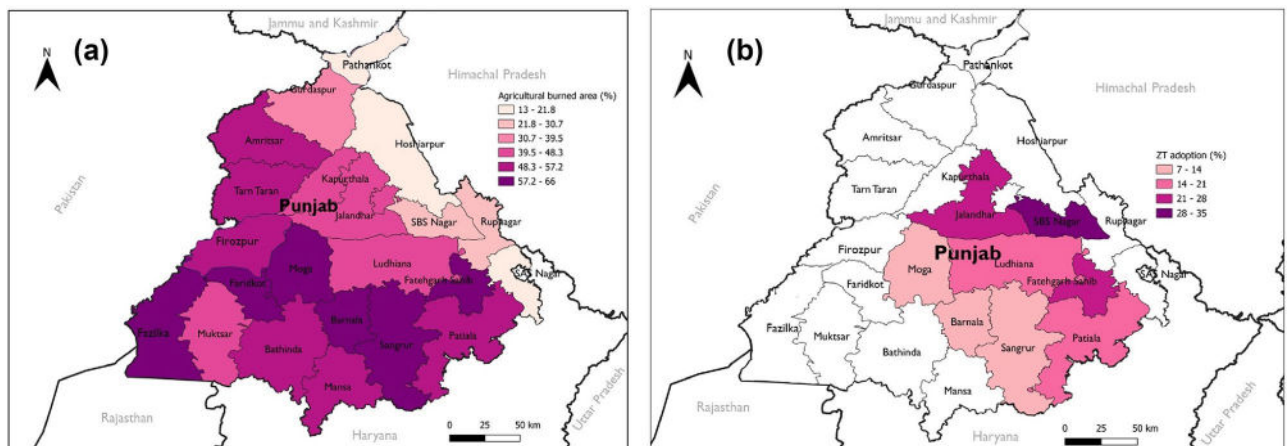 (a)
N
Jammu and Kashmir
Pathankot
Himachal Pradesh
Gurdaspur
Agricultural burned area (%)
13 - 21.8
21.8 - 30.7
30.7 - 39.5
39.5 - 48.3
48.3 - 57.2
57.2 - 66
Amritsar
Hoshiarpur
Pakistan
Tarn Taran
Kapurthala
Punjab
Jalandhar
SBS Nagar
Rupnagar
Firozpur
Moga
Ludhiana
SAS Nagar
Faridkot
Fatehgarh Sahib
Fazilka
Muktsar
Barnala
Bathinda
Sangrur
Patiala
Mansa
Rajasthan
Haryana
Uttar Pradesh
0 25 50 km
(b)
N
Jammu and Kashmir
Pathankot
Himachal Pradesh
Gurdaspur
Amritsar
Hoshiarpur
ZT adoption (%)
7 - 14
14 - 21
21 - 28
28 - 35
Pakistan
Tarn Taran
Kapurthala
Jalandhar
SBS Nagar
Rupnagar
Firozpur
Punjab
Moga
Ludhiana
SAS Nagar
Faridkot
Fatehgarh Sahib
Fazilka
Muktsar
Barnala
Bathinda
Sangrur
Patiala
Mansa
Rajasthan
Haryana
Uttar Pradesh
0 25 50 km